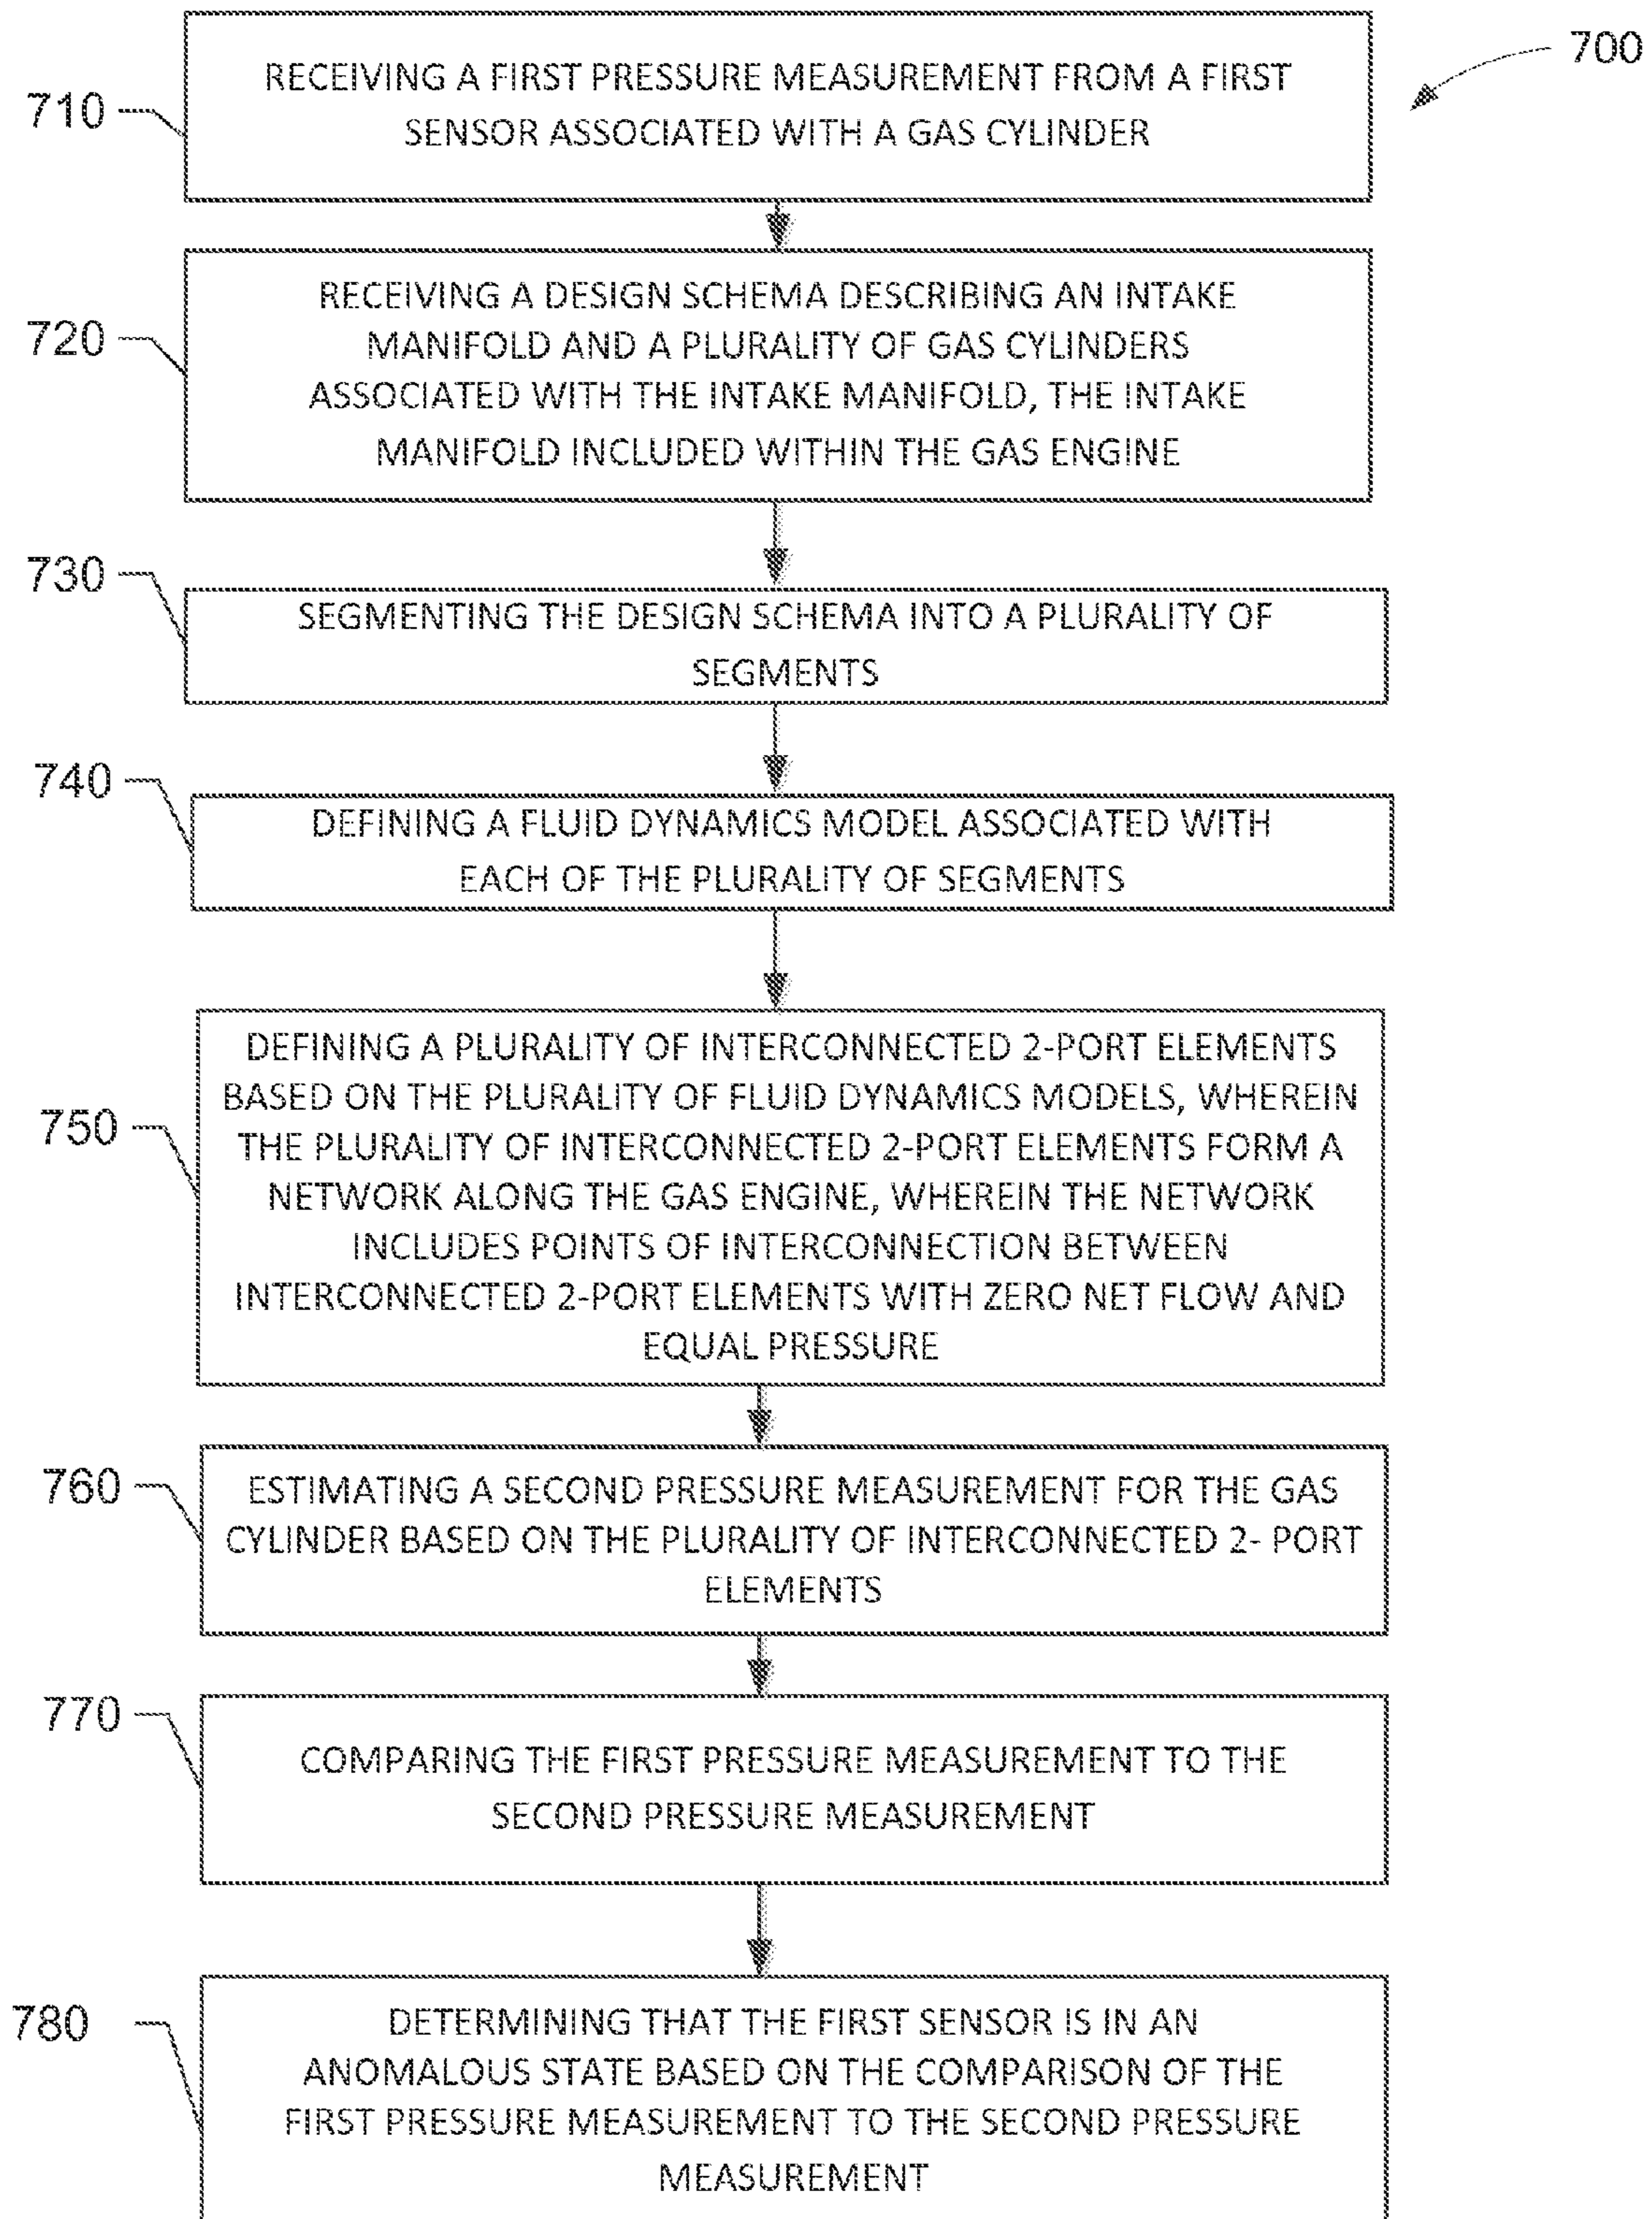 700
710
RECEIVING A FIRST PRESSURE MEASUREMENT FROM A FIRST
SENSOR ASSOCIATED WITH A GAS CYLINDER
720
RECEIVING A DESIGN SCHEMA DESCRIBING AN INTAKE
MANIFOLD AND A PLURALITY OF GAS CYLINDERS
ASSOCIATED WITH THE INTAKE MANIFOLD, THE INTAKE
MANIFOLD INCLUDED WITHIN THE GAS ENGINE
730
SEGMENTING THE DESIGN SCHEMA INTO A PLURALITY OF
SEGMENTS
740
DEFINING A FLUID DYNAMICS MODEL ASSOCIATED WITH
EACH OF THE PLURALITY OF SEGMENTS
750
DEFINING A PLURALITY OF INTERCONNECTED 2-PORT ELEMENTS
BASED ON THE PLURALITY OF FLUID DYNAMICS MODELS, WHEREIN
THE PLURALITY OF INTERCONNECTED 2-PORT ELEMENTS FORM A
NETWORK ALONG THE GAS ENGINE, WHEREIN THE NETWORK
INCLUDES POINTS OF INTERCONNECTION BETWEEN
INTERCONNECTED 2-PORT ELEMENTS WITH ZERO NET FLOW AND
EQUAL PRESSURE
760
ESTIMATING A SECOND PRESSURE MEASUREMENT FOR THE GAS
CYLINDER BASED ON THE PLURALITY OF INTERCONNECTED 2- PORT
ELEMENTS
770
COMPARING THE FIRST PRESSURE MEASUREMENT TO THE
SECOND PRESSURE MEASUREMENT
780
DETERMINING THAT THE FIRST SENSOR IS IN AN
ANOMALOUS STATE BASED ON THE COMPARISON OF THE
FIRST PRESSURE MEASUREMENT TO THE SECOND PRESSURE
MEASUREMENT